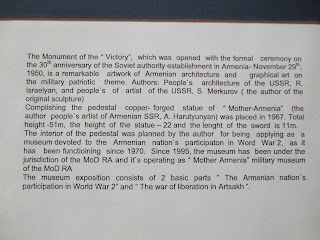 The Monument of the " Victory", which was opened with the formal ceremony on
the 30th anniversary of the Soviet authority establishment in Armenia- November 29th,
1950, is a remarkable artwork of Armenian architecture and graphical art on
the military patriotic theme. Authors: People`s architecture of the USSR, R.
Israelyan, and people`s of artist of the USSR, S. Merkurov ( the author of the
original sculpture)
Complishing the pedestal copper- forged statue of " Mother-Armenia" (the
author people`s artist of Armenian SSR, A. Harutyunyan) was placed in 1967. Total
height -51m, the height of the statue – 22 and the lenght of the sword is 11m.
The interior of the pedestal was planned by the author for being applying as a
museum devoted to the Armenian nation`s participaton in Word War 2, as it
has been functioining since 1970. Since 1995, the museum has been under the
jurisdiction of the MoD RA and it`s operating as " Mother Armenia" military museum
of the MoD RA
The museum exposition consists of 2 basic parts " The Armenian nation`s
participation in World War 2" and " The war of liberation in Artsakh ".